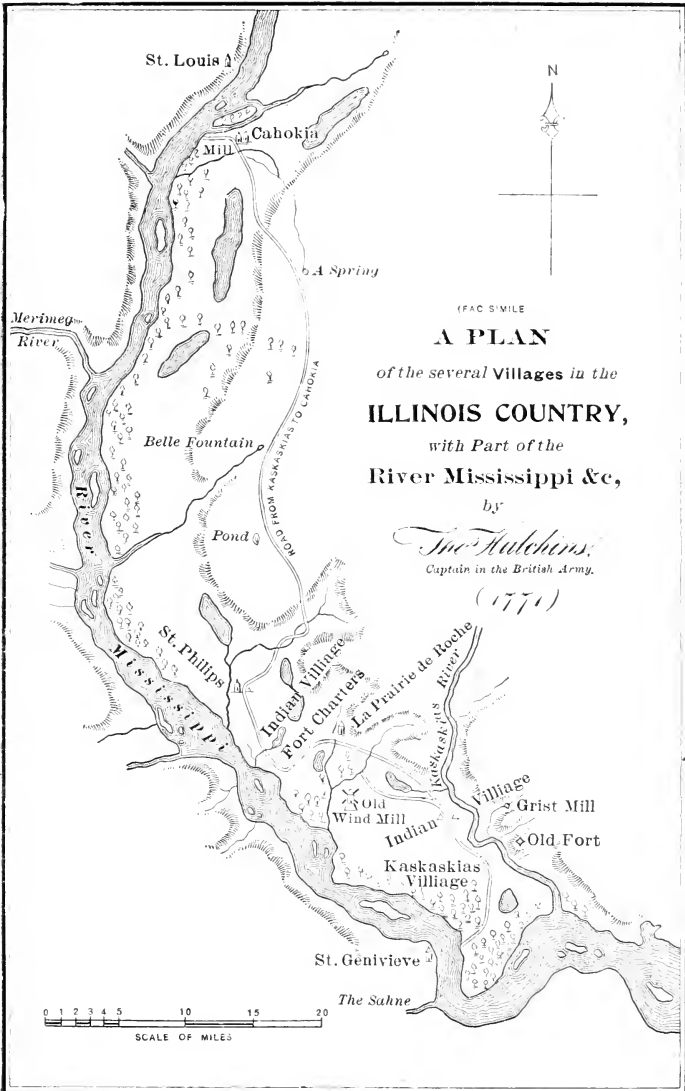 St. Louis
N
Cahokia
Mill
A Spring
(FAC S'MILE
A PLAN
of the several Villages in the
ILLINOIS COUNTRY,
with Part of the
River Mississippi &c,
by
Tho Hutchins.
Captain in the British Army.
(1771)
Merimeg
River
Belle Fountain
ROAD FROM KASKASKIAS TO CAHOKIA
Pond
River
Mississippi
St. Philips
Indian Villiage
Fort Charters
La Prairie de Roche
Kaskaskias River
Old
Wind Mill
Indian Villiage
Grist Mill
Old Fort
Kaskaskias
Villiage
St. Genivieve
The Sahne
0 1 2 3 4 5 10 15 20
SCALE OF MILES